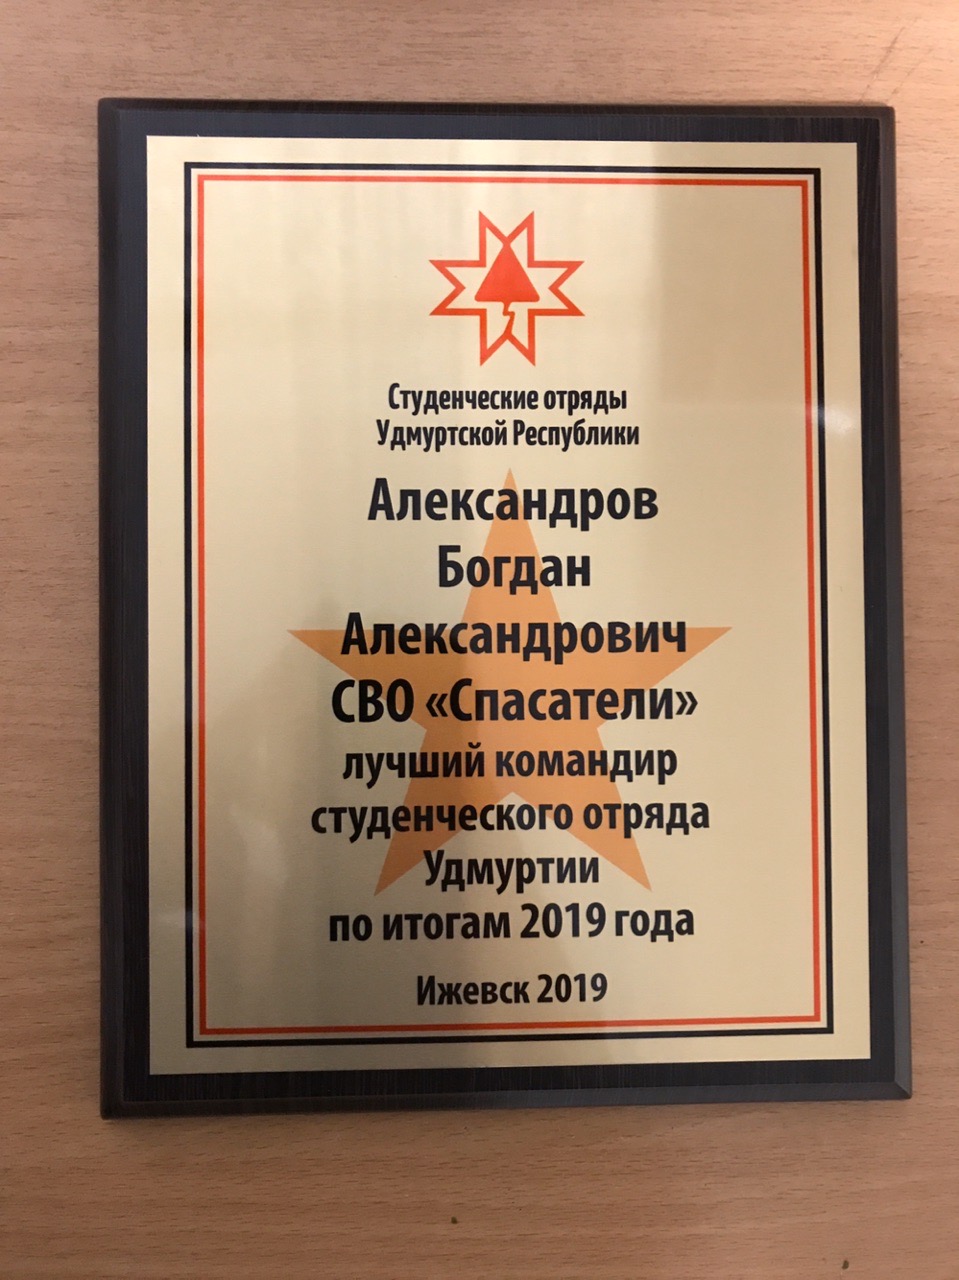 Студенческие отряды
Удмуртской Республики
Александров
Богдан
Александрович
СВО «Спасатели»
лучший командир
студенческого отряда
Удмуртии
по итогам 2019 года
Ижевск 2019